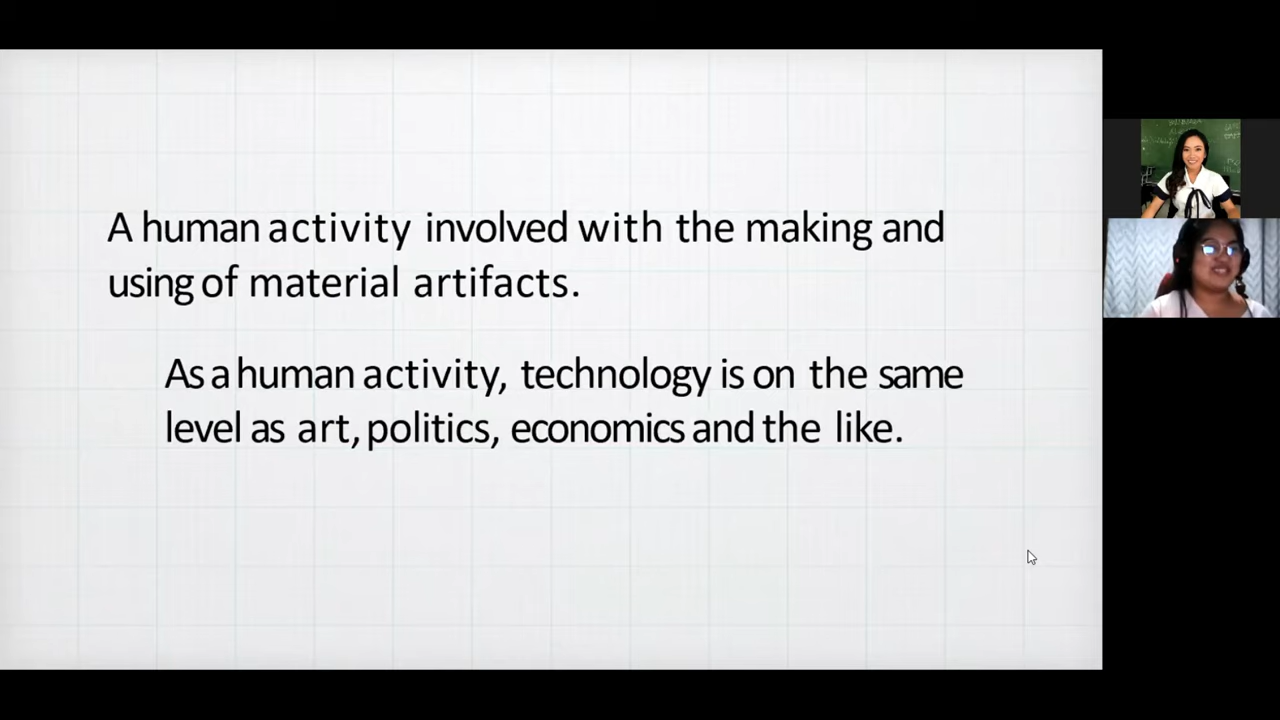 A human activity involved with the making and
using of material artifacts.
As a human activity, technology is on the same
level as art, politics, economics and the like.